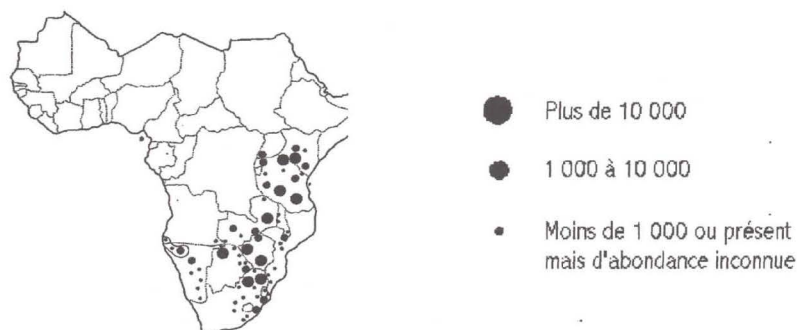 Plus de 10 000
1 000 à 10 000
Moins de 1 000 ou présent
mais d'abondance inconnue